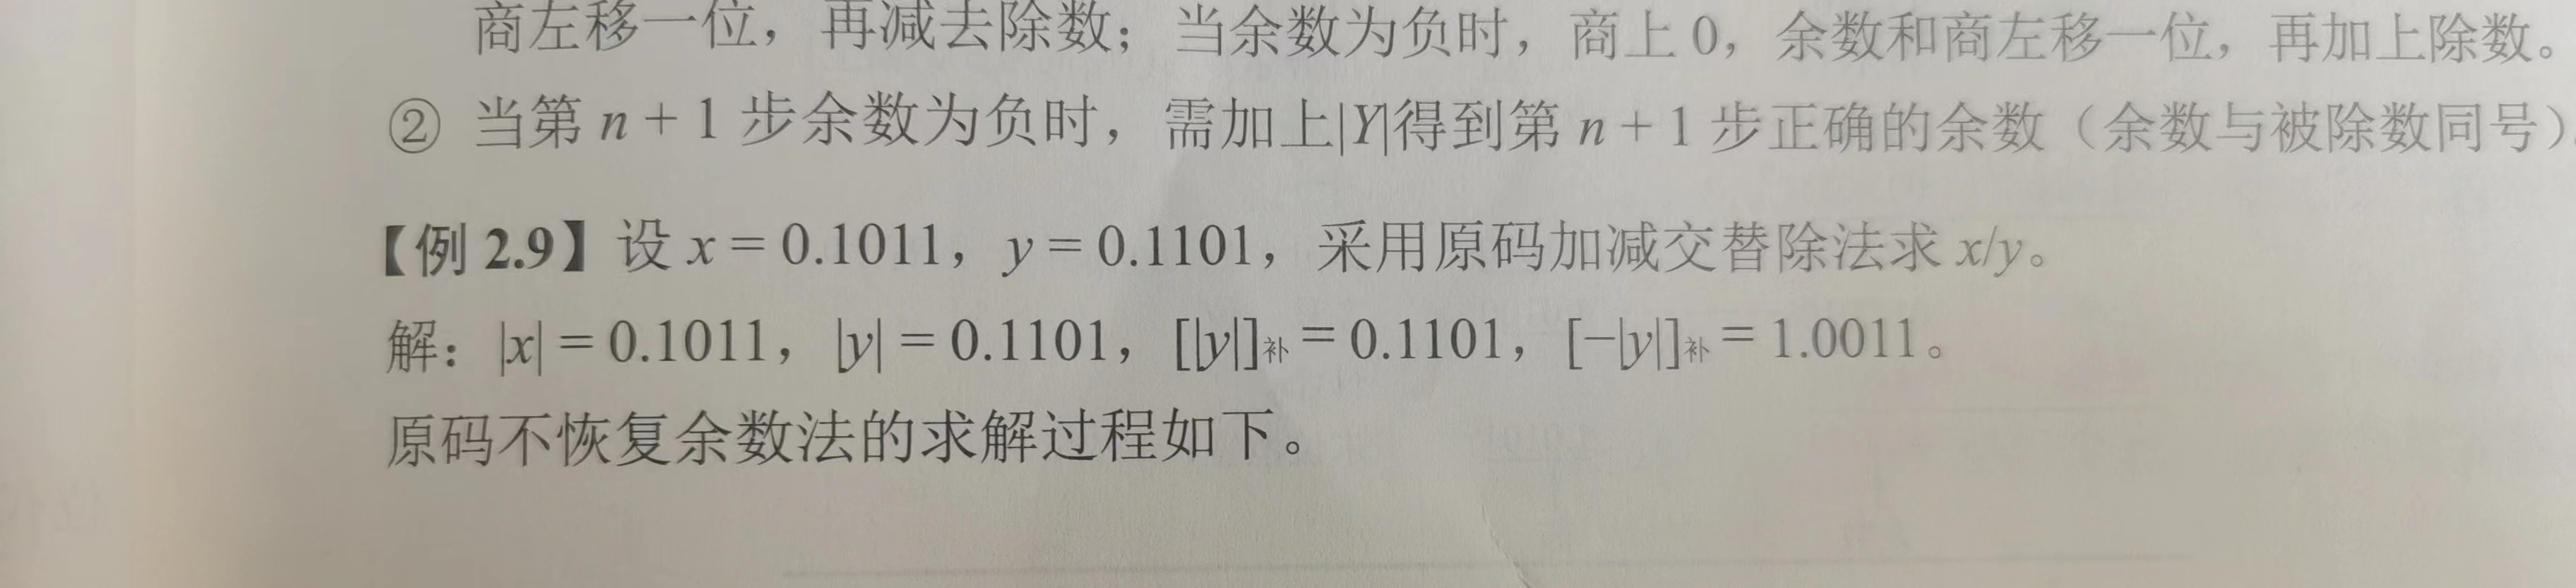 商左移一位，再减去除数；当余数为负时，商上 0，余数和商左移一位，再加上除数。
② 当第 n + 1 步余数为负时，需加上|Y|得到第 n + 1 步正确的余数（余数与被除数同号）
【例 2.9】设 x = 0.1011，y = 0.1101，采用原码加减交替除法求 x/y。
解：|x| = 0.1011，|y| = 0.1101，[|y|]补 = 0.1101，[−|y|]补 = 1.0011。
原码不恢复余数法的求解过程如下。